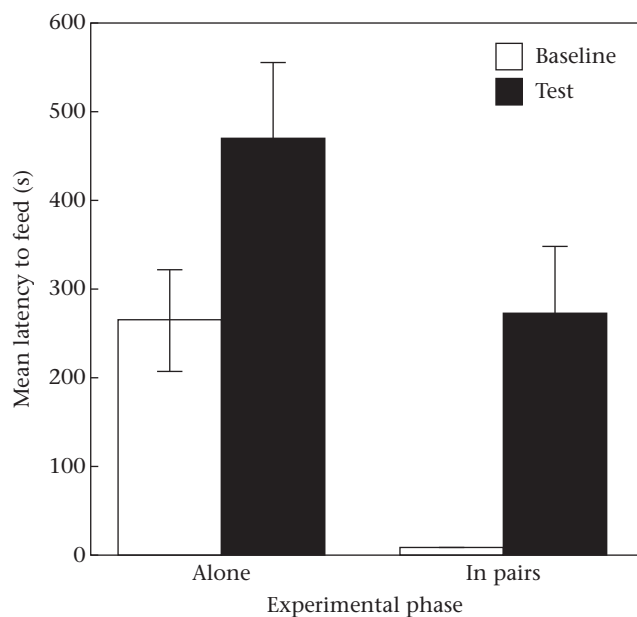 600
500
400
300
200
100
0
Mean latency to feed (s)
Baseline
Test
Alone
In pairs
Experimental phase